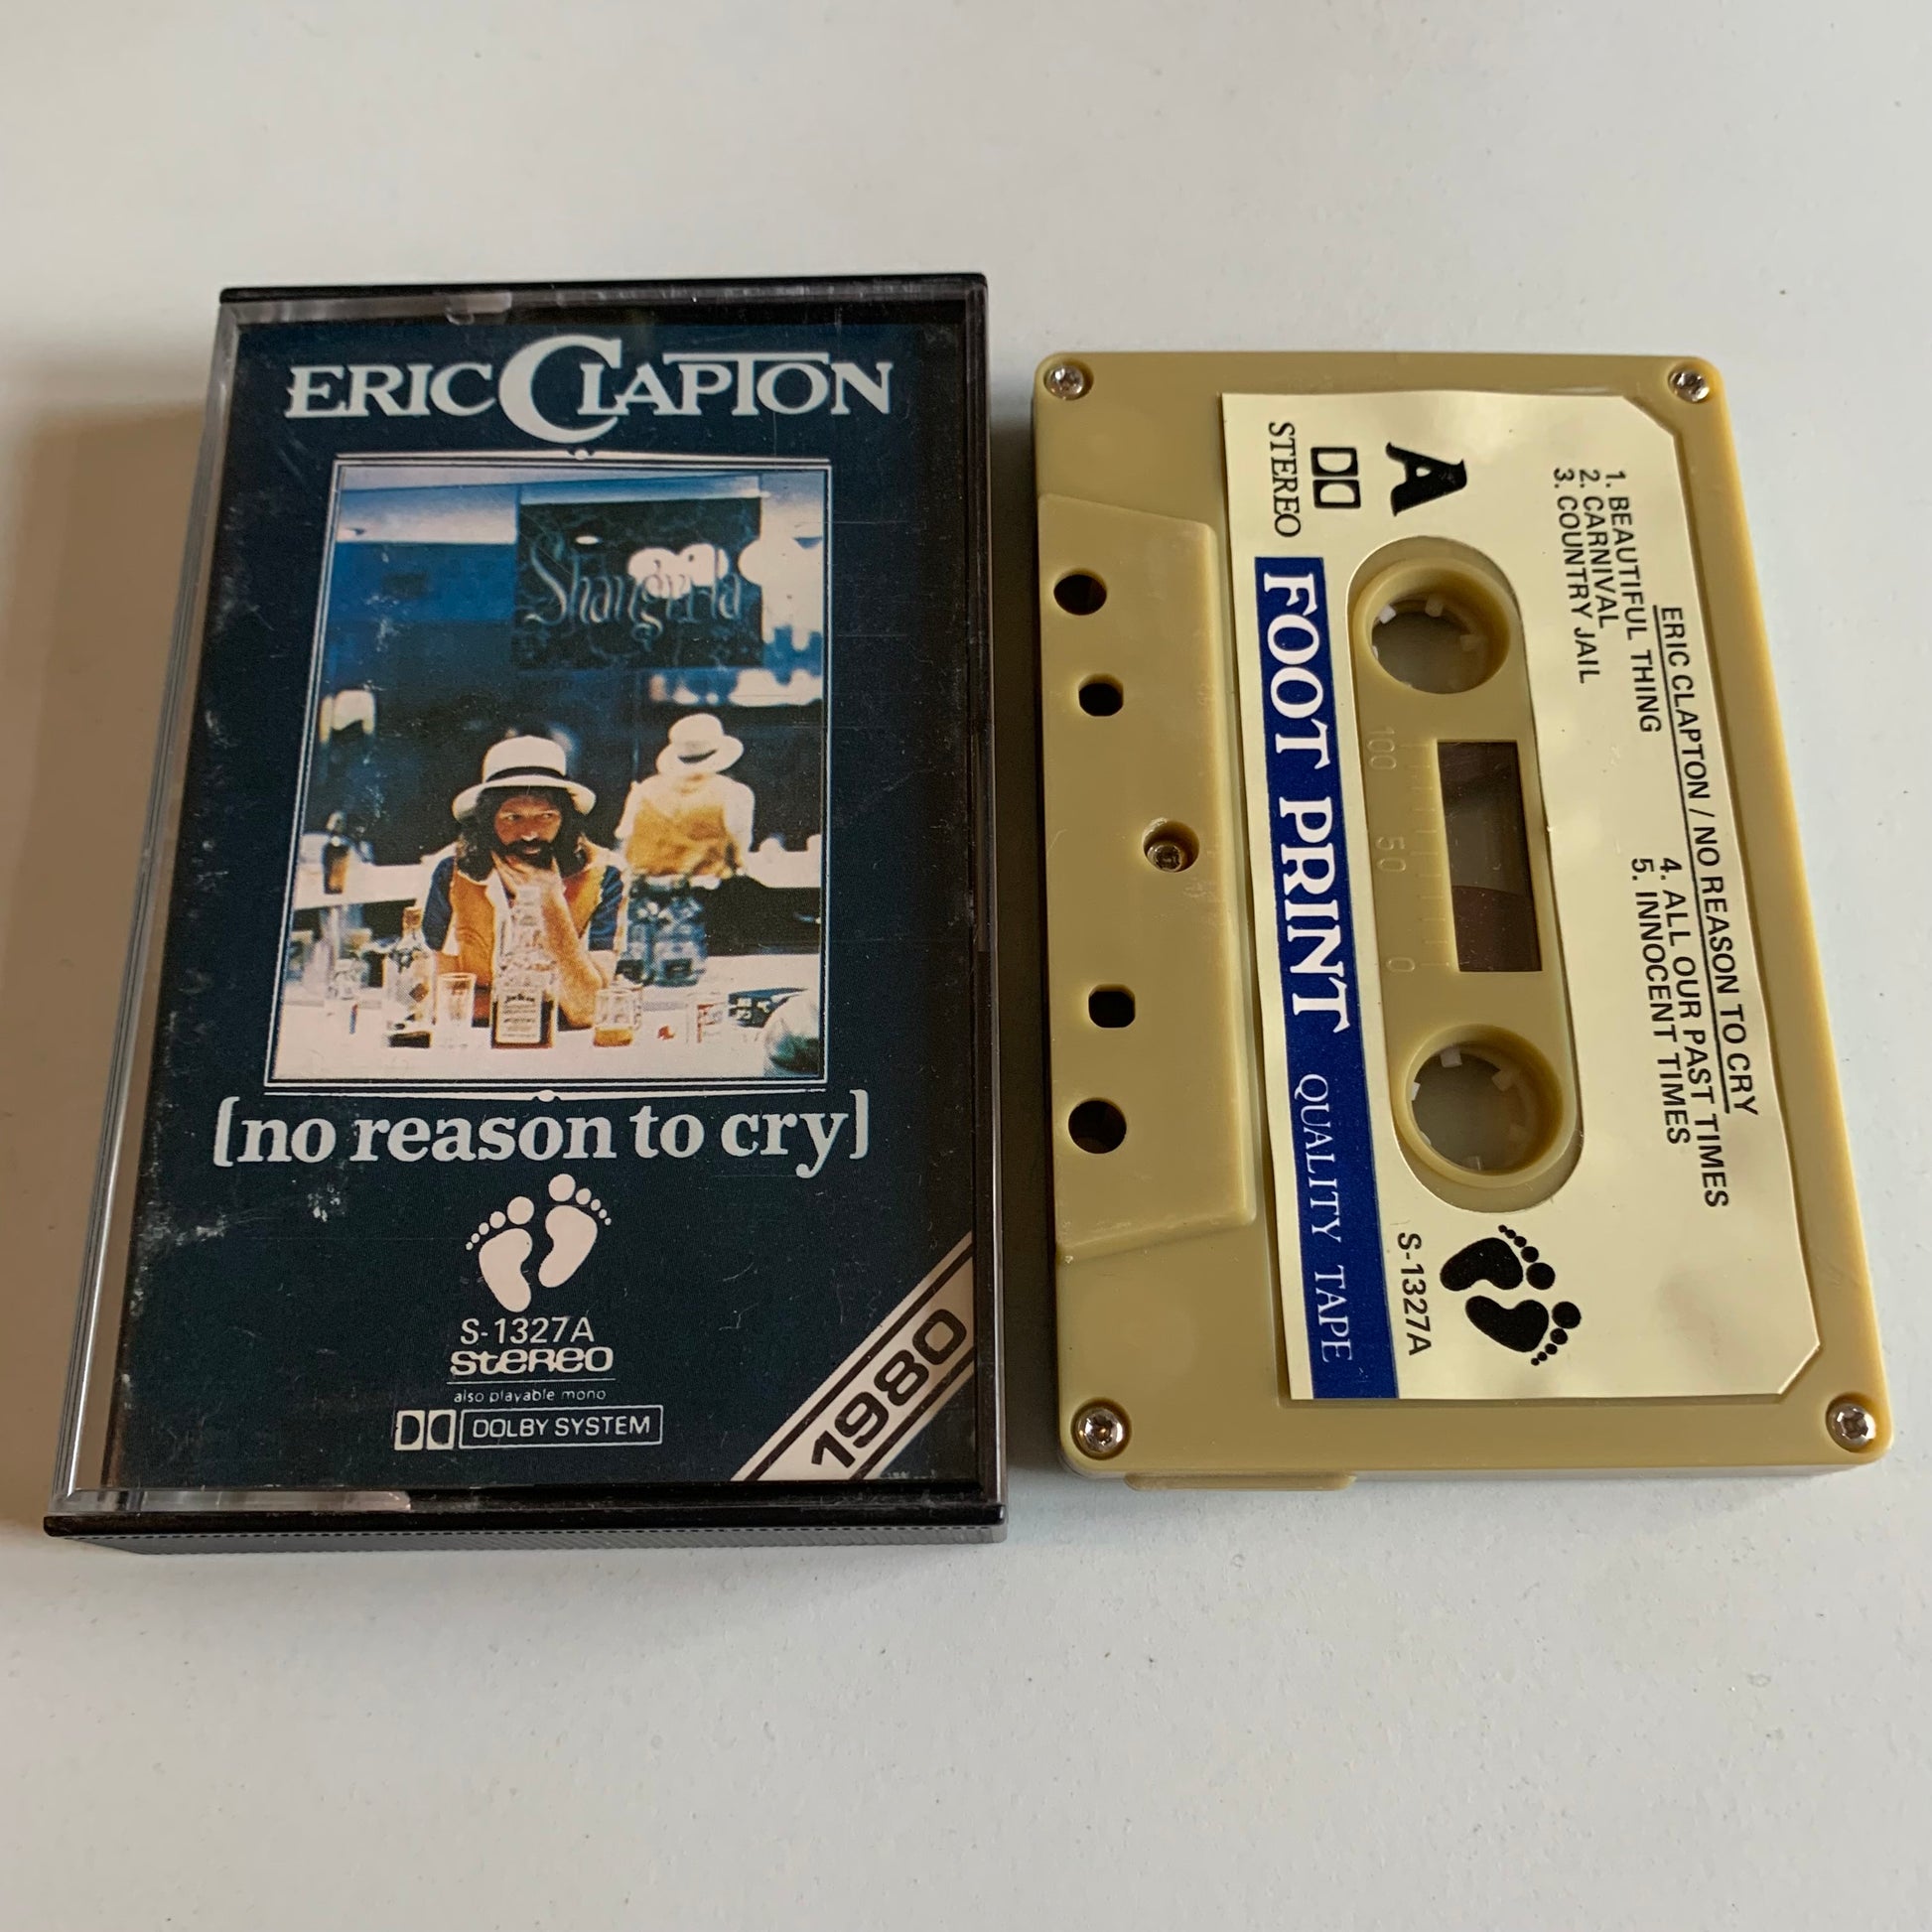 ERIC CLAPTON
Shangri-la
[no reason to cry]
S-1327A
stereo
also playable mono
DOLBY SYSTEM
1980
ERIC CLAPTON / NO REASON TO CRY
1. BEAUTIFUL THING
2. CARNIVAL
3. COUNTRY JAIL
4. ALL OUR PAST TIMES
5. INNOCENT TIMES
A
STEREO
100 50 0
S-1327A
FOOT PRINT QUALITY TAPE